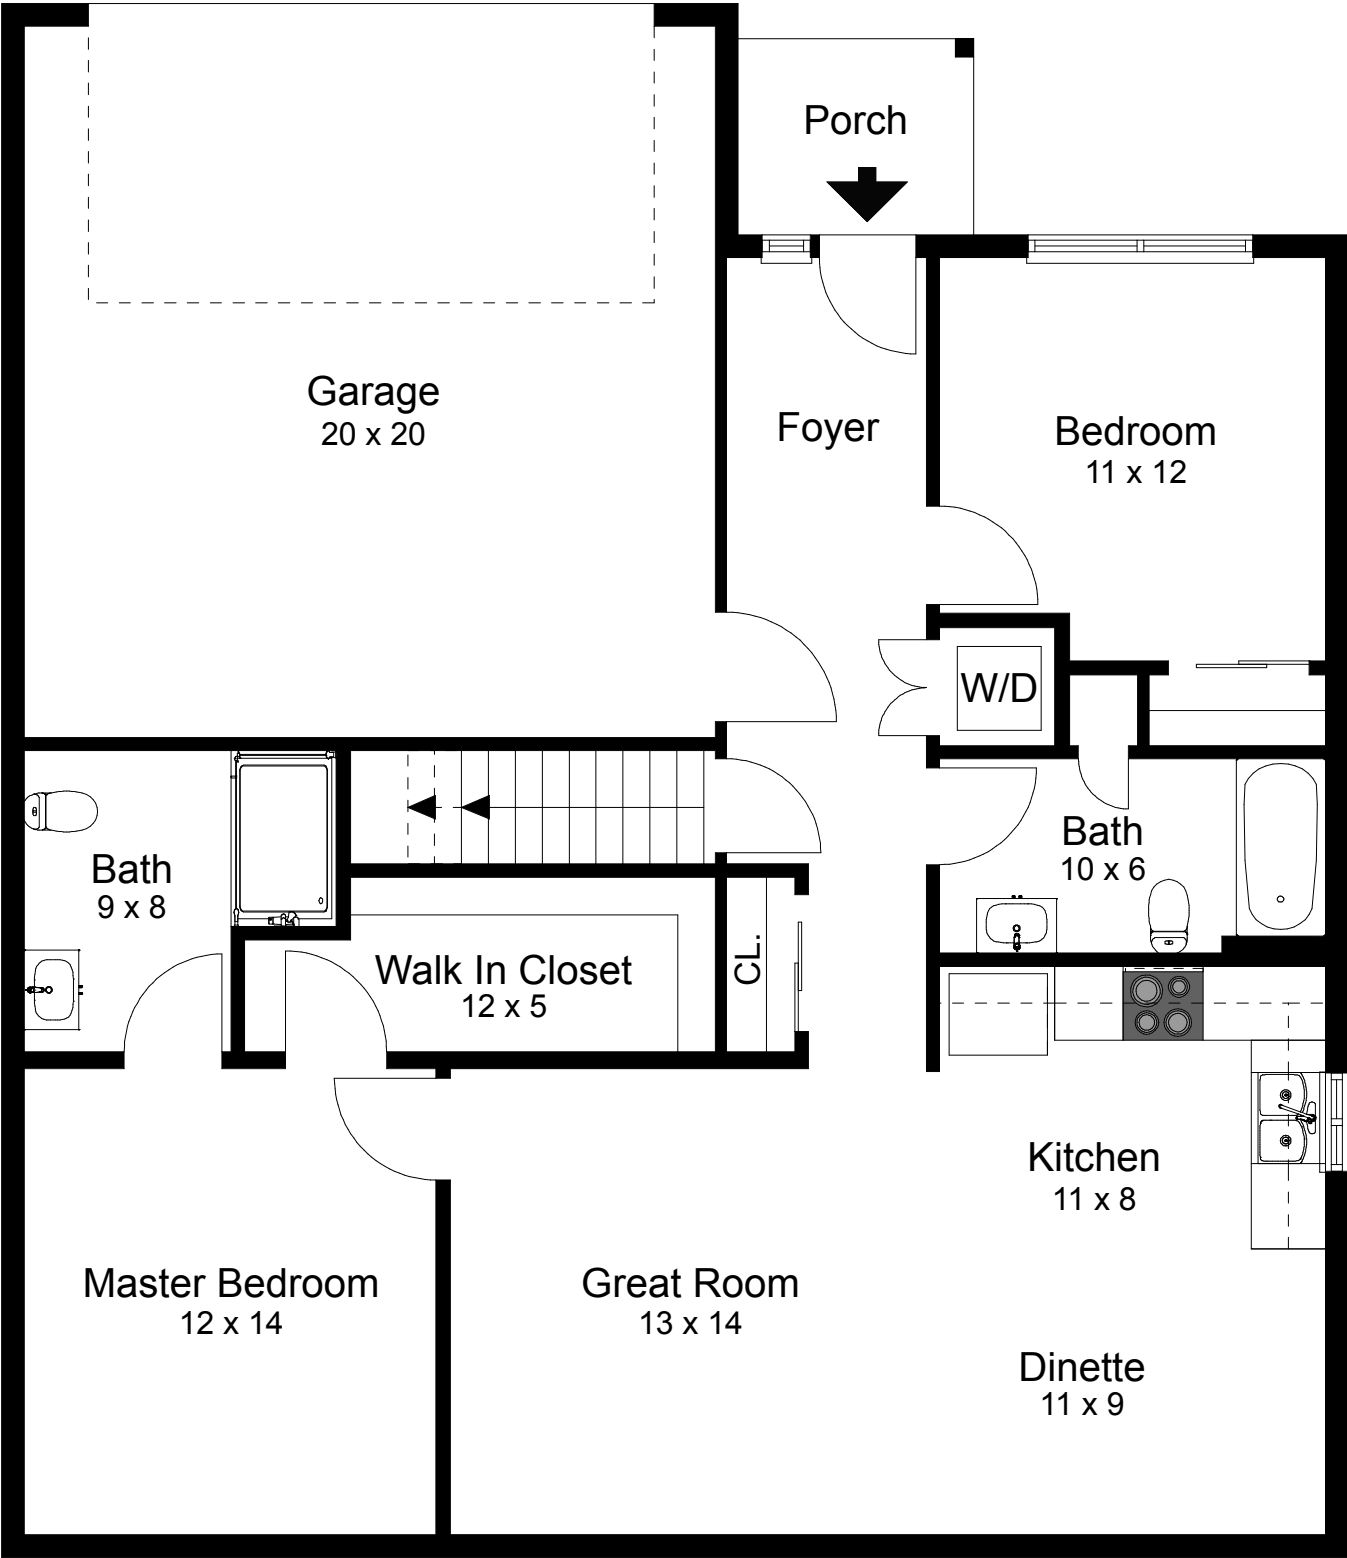 Porch
Garage
20 x 20
Foyer
Bedroom
11 x 12
W/D
Bath
9 x 8
Bath
10 x 6
Walk In Closet
12 x 5
CL.
Kitchen
11 x 8
Master Bedroom
12 x 14
Great Room
13 x 14
Dinette
11 x 9